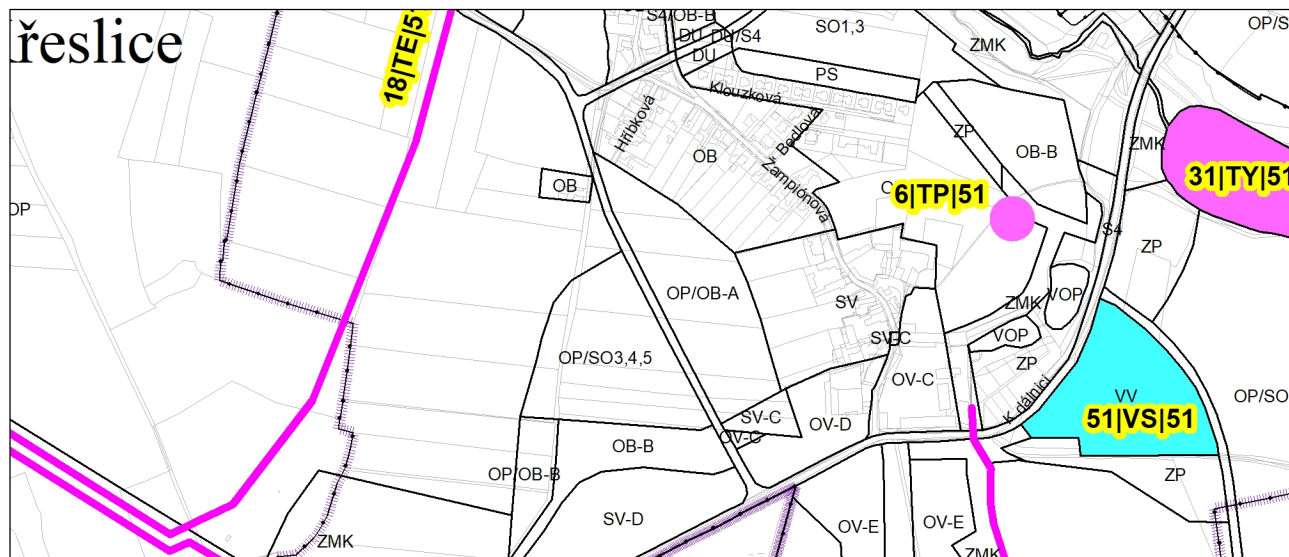 řeslice
18|TE|5
S4/OB-B
SO1,3
OP/S
DU
DU/S4
DU
ZMK
PS
Klouzková
Hřibková
Bedlová
Žampiónová
OB
ZP
OB-B
ZMK
31|TY|51
OB
6|TP|51
OP
S4
ZP
OP/OB-A
SV
ZMK
VOP
VOP
SV-C
OP/SO3,4,5
ZP
OV-C
K dálnici
VV
OP/SO
51|VS|51
SV-C
OV-D
OV-C
OB-B
OP/OB-B
ZP
SV-D
OV-E
OV-E
ZMK
ZMK